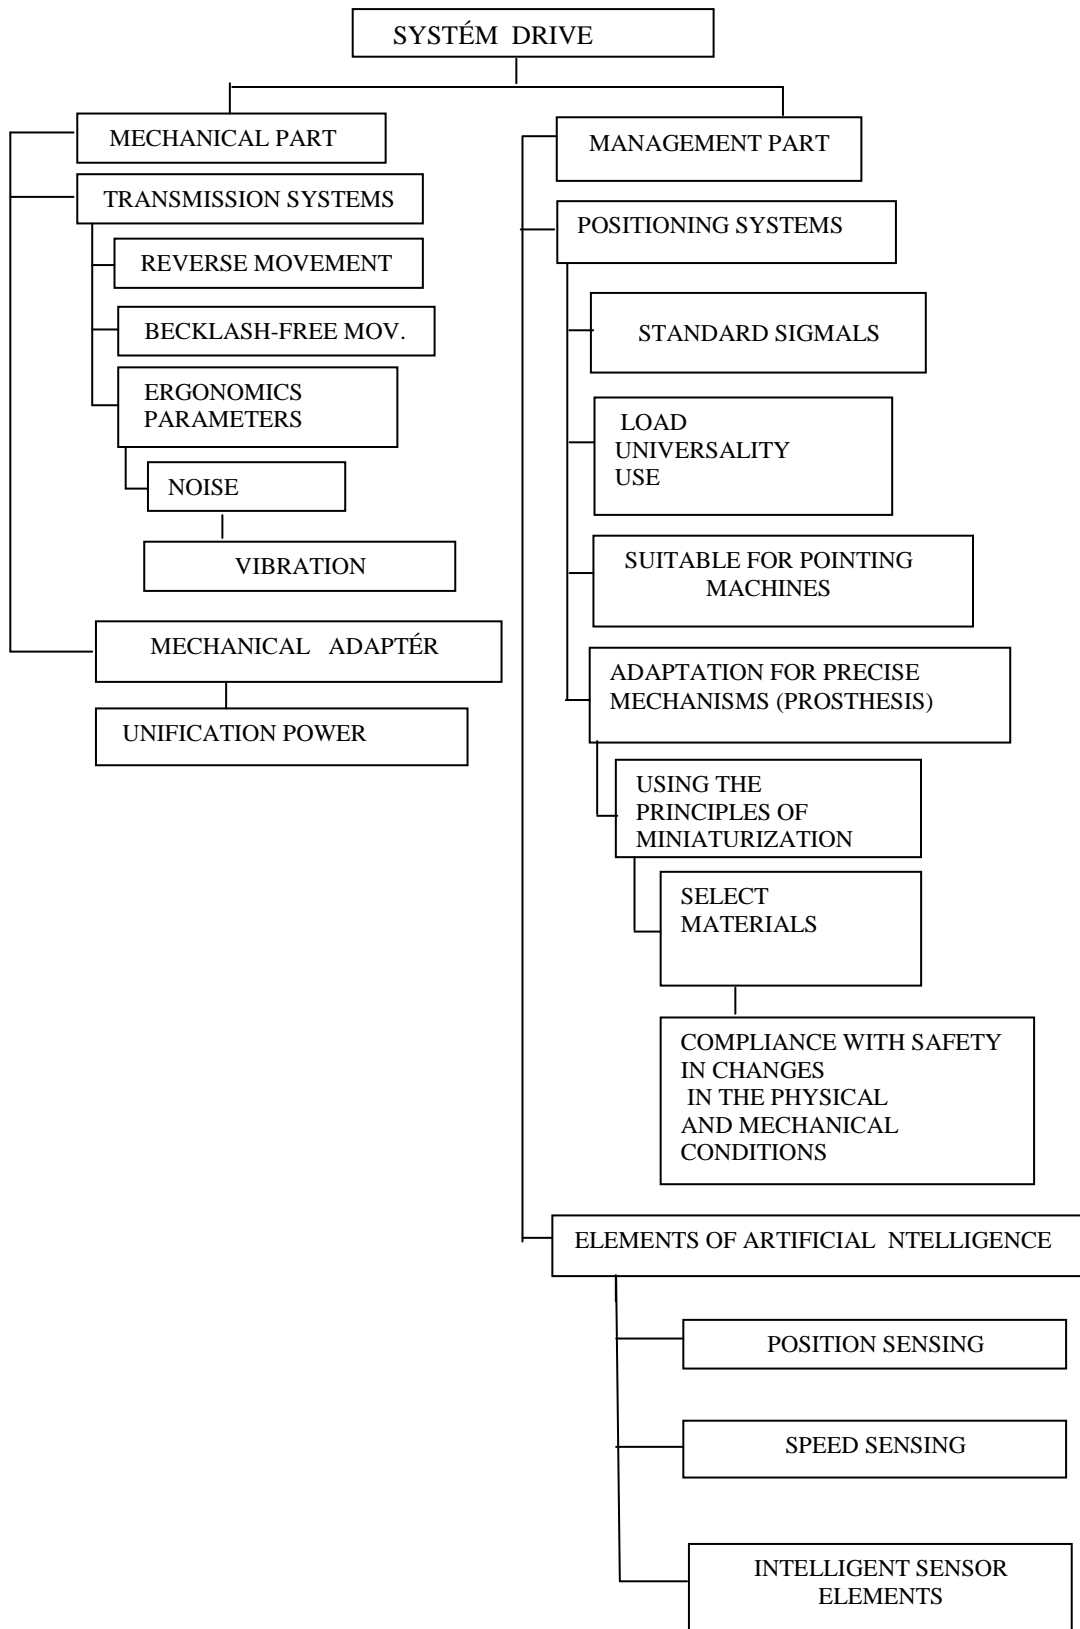 SYSTÉM DRIVE
MECHANICAL PART
TRANSMISSION SYSTEMS
REVERSE MOVEMENT
BECKLASH-FREE MOV.
ERGONOMICS
PARAMETERS
NOISE
VIBRATION
MECHANICAL ADAPTÉR
UNIFICATION POWER
MANAGEMENT PART
POSITIONING SYSTEMS
STANDARD SIGMALS
LOAD
UNIVERSALITY
USE
SUITABLE FOR POINTING
MACHINES
ADAPTATION FOR PRECISE
MECHANISMS (PROSTHESIS)
USING THE
PRINCIPLES OF
MINIATURIZATION
SELECT
MATERIALS
COMPLIANCE WITH SAFETY
IN CHANGES
IN THE PHYSICAL
AND MECHANICAL
CONDITIONS
ELEMENTS OF ARTIFICIAL NTELLIGENCE
POSITION SENSING
SPEED SENSING
INTELLIGENT SENSOR
ELEMENTS